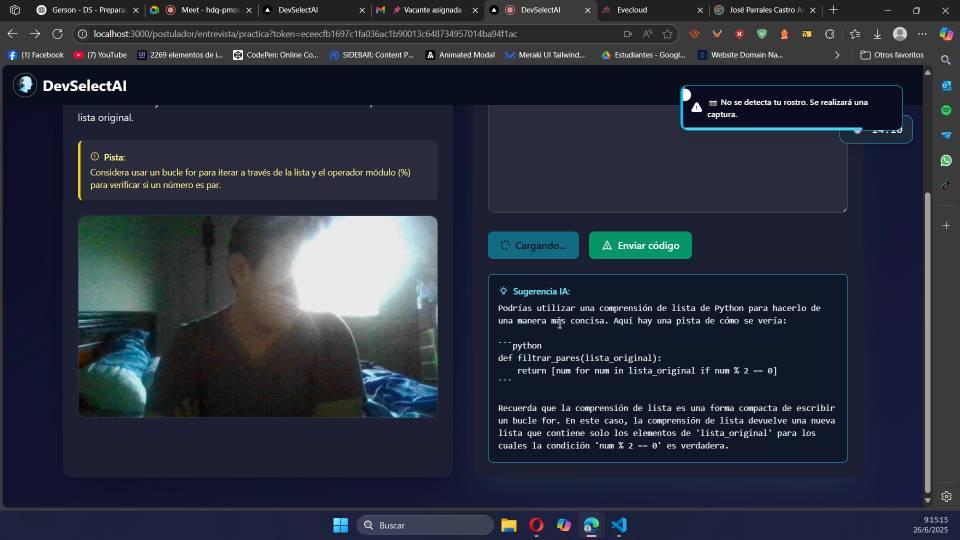 Gerson - DS - Prepara
Meet - hdq-pmsx
DevSelectAI
Vacante asignada
DevSelectAI
Evecloud
José Parrales Castro A
localhost:3000/postulador/entrevista/practica?token=eceecfb1697c1fa036ac1b90013c648734957014ba94f1ac
(1) Facebook
(7) YouTube
2269 elementos de i...
CodePen: Online Co...
SIDEBAR: Content P...
Animated Modal
Meraki UI Tailwind...
Estudiantes - Googl...
Website Domain Na...
Otros favoritos
DevSelectAI
No se detecta tu rostro. Se realizará una
captura.
lista original.
Pista:
Considera usar un bucle for para iterar a través de la lista y el operador módulo (%)
para verificar si un número es par.
Cargando...
Enviar código
Sugerencia IA:
Podrías utilizar una comprensión de lista de Python para hacerlo de
una manera más concisa. Aquí hay una pista de cómo se vería:
```python
def filtrar_pares(lista_original):
    return [num for num in lista_original if num % 2 == 0]
```
Recuerda que la comprensión de lista es una forma compacta de escribir
un bucle for. En este caso, la comprensión de lista devuelve una nueva
lista que contiene solo los elementos de 'lista_original' para los
cuales la condición 'num % 2 == 0' es verdadera.
Buscar
9:15:15
26/6/2025